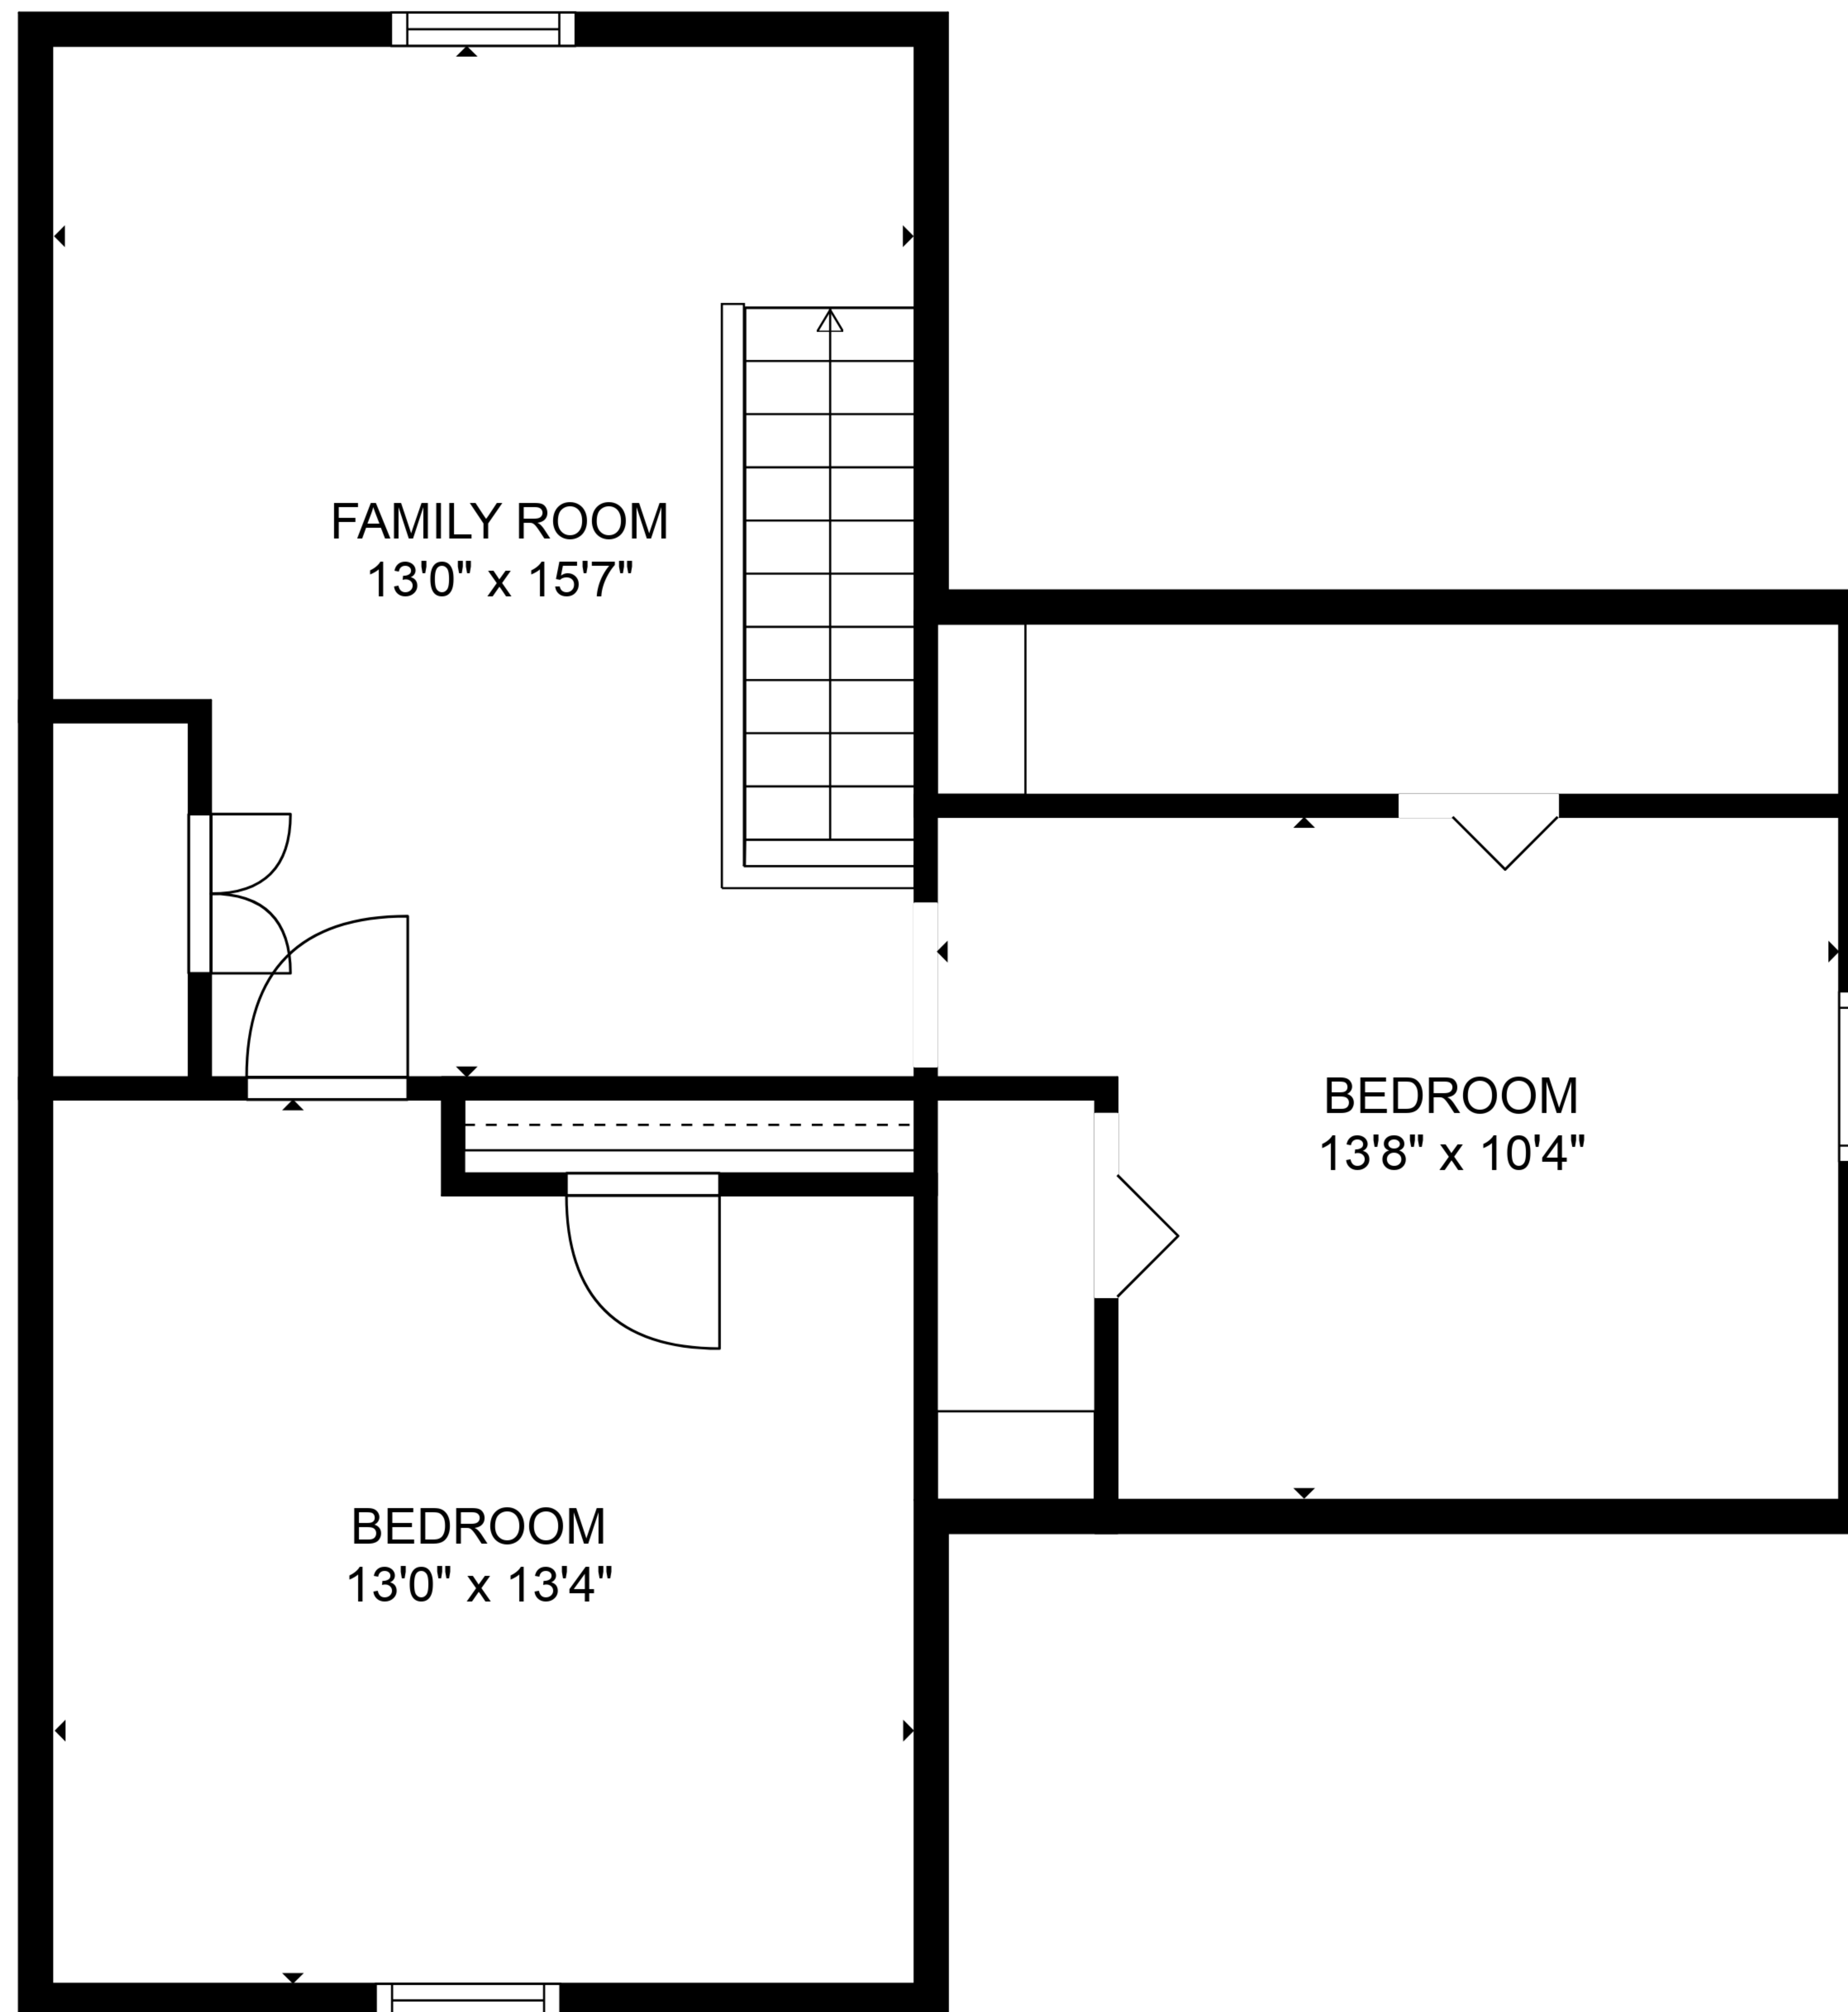 FAMILY ROOM
13'0" x 15'7"
BEDROOM
13'8" x 10'4"
BEDROOM
13'0" x 13'4"